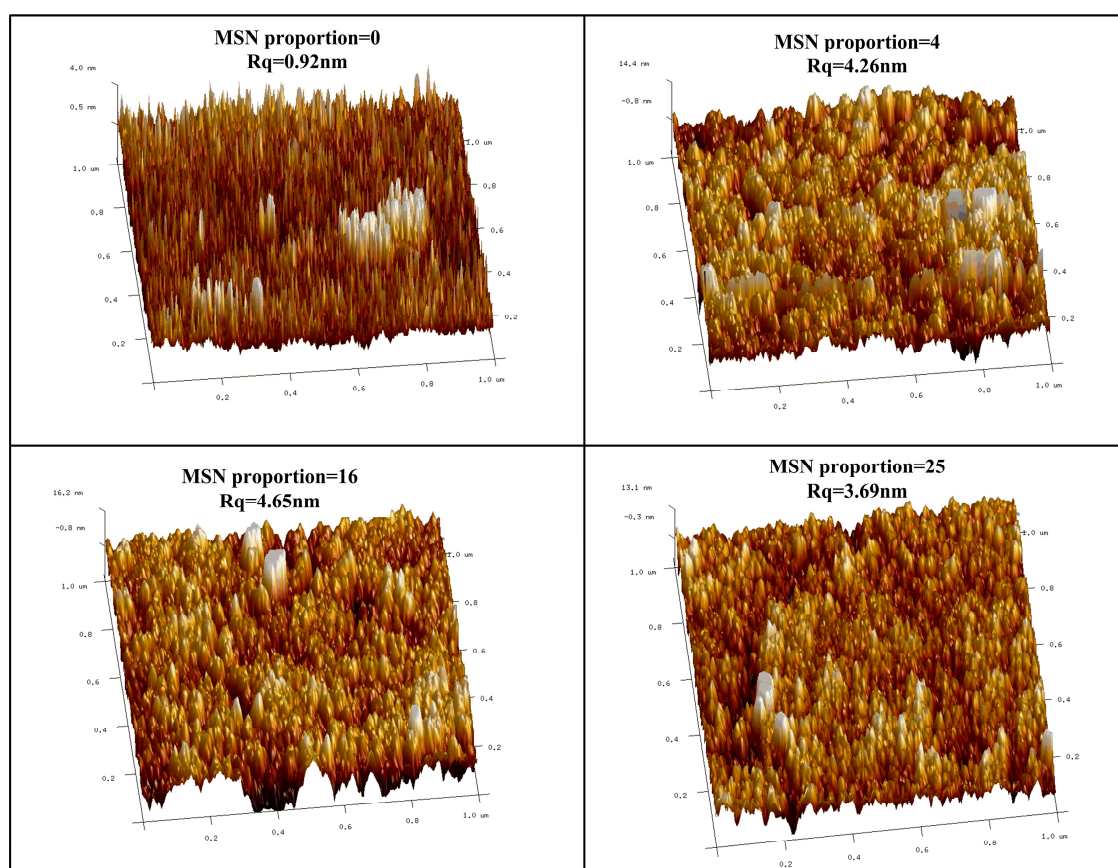 MSN proportion=0
Rq=0.92nm
4.0 nm
0.5 nm
1.0 um
0.8
0.6
0.4
0.2
1.0 um
0.8
0.6
0.4
0.2
0.2
0.4
0.6
0.8
1.0 um
MSN proportion=4
Rq=4.26nm
14.4 nm
-0.8 nm
1.0 um
0.8
0.6
0.4
0.2
1.0 um
0.8
0.6
0.4
0.2
0.2
0.4
0.6
0.8
1.0 um
MSN proportion=16
Rq=4.65nm
16.2 nm
-0.8 nm
1.0 um
0.8
0.6
0.4
0.2
1.0 um
0.8
0.6
0.4
0.2
0.2
0.4
0.6
0.8
1.0 um
MSN proportion=25
Rq=3.69nm
13.1 nm
-0.3 nm
1.0 um
0.8
0.6
0.4
0.2
1.0 um
0.8
0.6
0.4
0.2
0.2
0.4
0.6
0.8
1.0 um